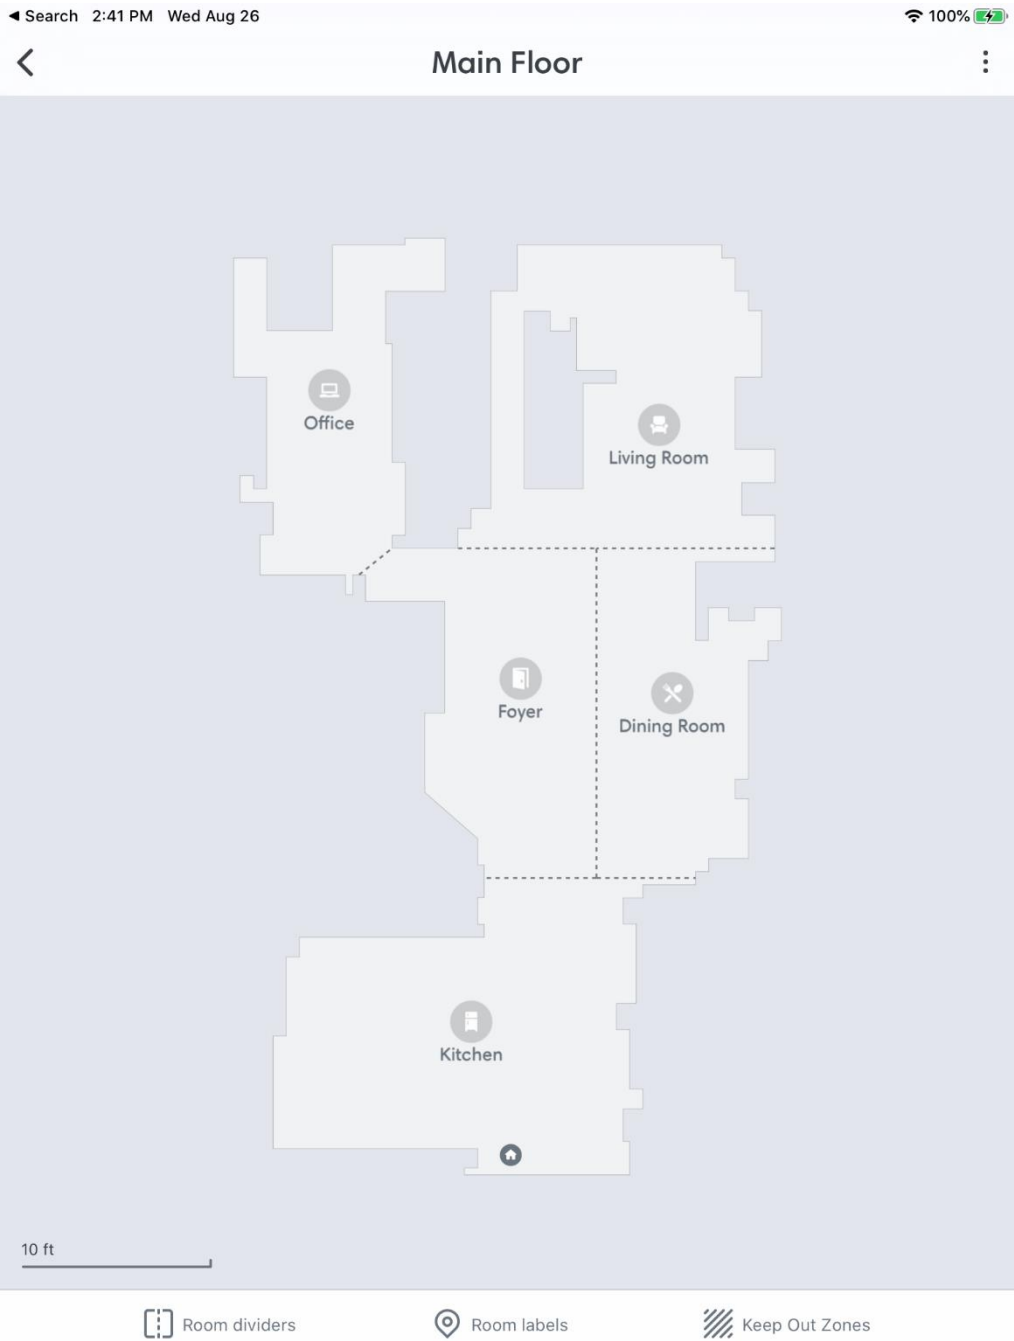 Search 2:41 PM Wed Aug 26 100%
Main Floor
Office
Living Room
Foyer
Dining Room
Kitchen
10 ft
Room dividers Room labels Keep Out Zones